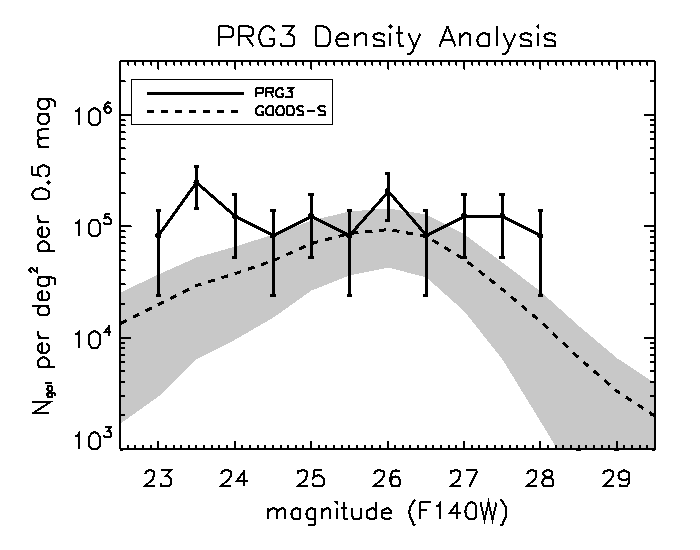 PRG3 Density Analysis
PRG3
GOODS-S
10⁶
10⁵
10⁴
10³
N_gal per deg² per 0.5 mag
23 24 25 26 27 28 29
magnitude (F140W)